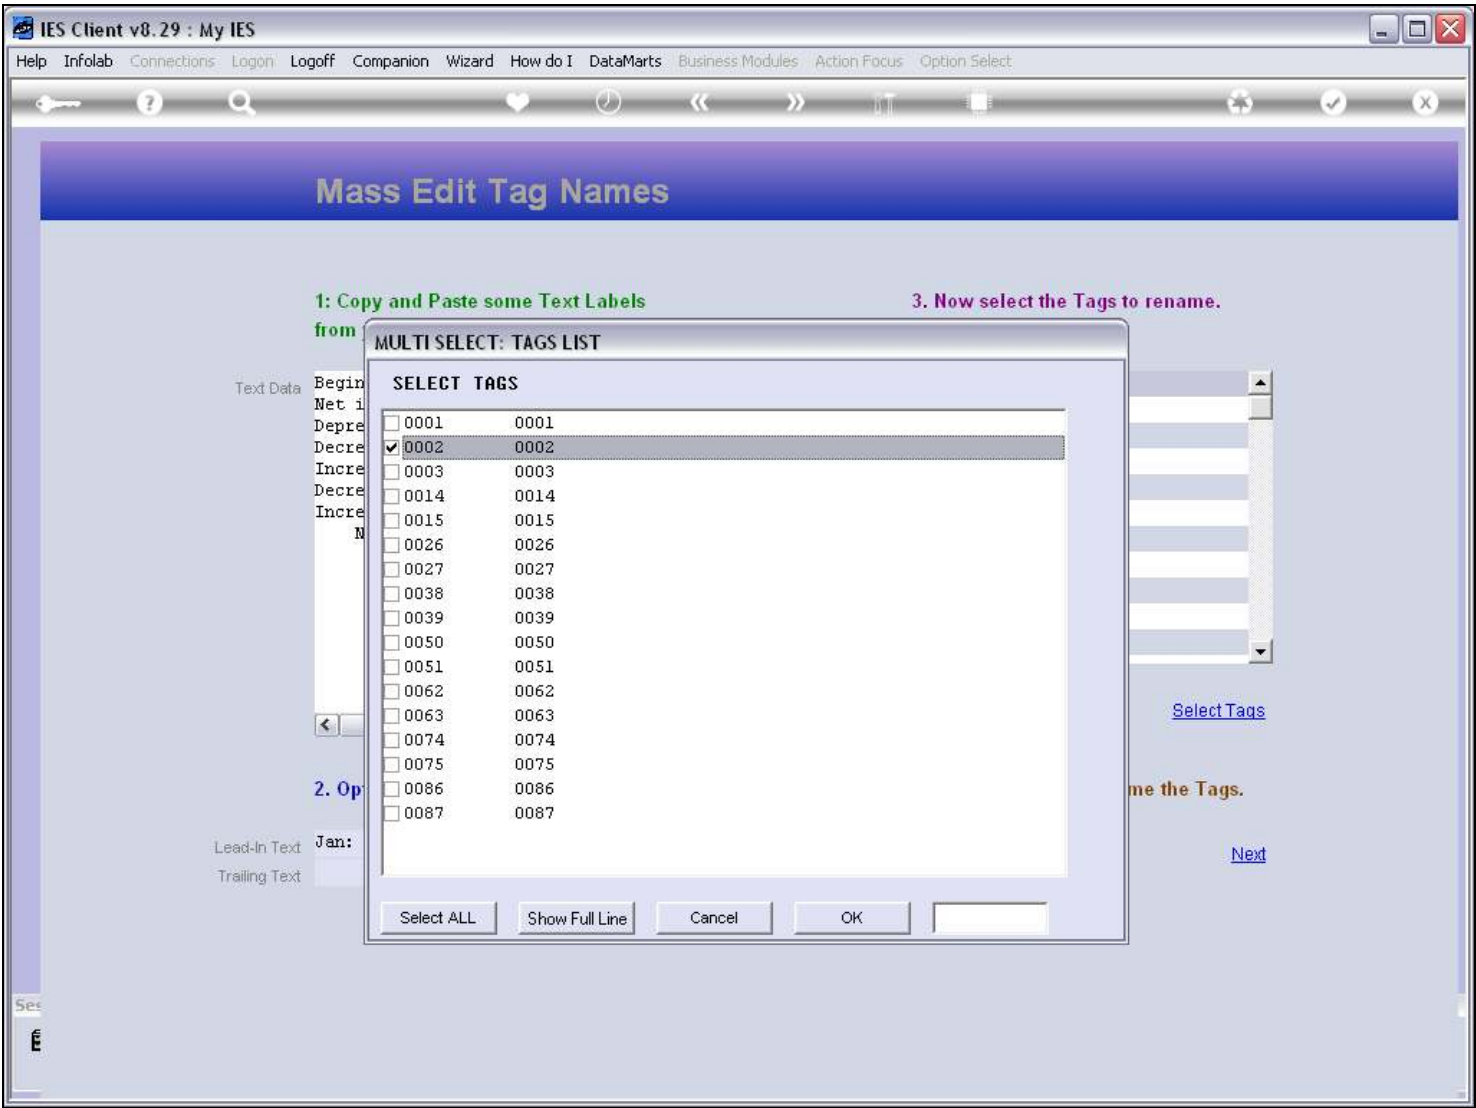 IES Client v8.29 : My IES
Help Infolab Connections Logon Logoff Companion Wizard How do I DataMarts Business Modules Action Focus Option Select
Mass Edit Tag Names
1: Copy and Paste some Text Labels
from
3. Now select the Tags to rename.
MULTI SELECT: TAGS LIST
SELECT TAGS
Text Data
Begin
Net i
Depre
Decre
Incre
Decre
Incre
N
0001 0001
0002 0002
0003 0003
0014 0014
0015 0015
0026 0026
0027 0027
0038 0038
0039 0039
0050 0050
0051 0051
0062 0062
0063 0063
0074 0074
0075 0075
0086 0086
0087 0087
Select Tags
2. Op
me the Tags.
Lead-In Text Jan:
Trailing Text
Next
Select ALL Show Full Line Cancel OK
Ses